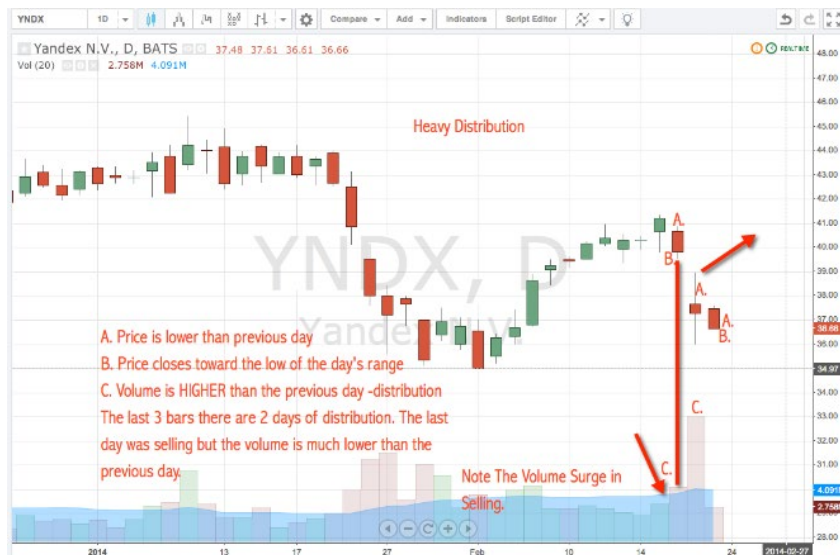 YNDX 1D Compare Add Indicators Script Editor
Yandex N.V., D, BATS 37.48 37.61 36.61 36.66
Vol (20) 2.758M 4.091M
REALTIME
Heavy Distribution
YNDX, D
Yandex N.V.
A.
B.
A.
A.
B.
A. Price is lower than previous day
B. Price closes toward the low of the day's range
C. Volume is HIGHER than the previous day -distribution
The last 3 bars there are 2 days of distribution. The last
day was selling but the volume is much lower than the
previous day.
C.
C.
Note The Volume Surge in
Selling.
48.00
46.00
45.00
44.00
43.00
42.00
41.00
40.00
39.00
38.00
37.00
36.66
36.00
34.97
34.00
33.00
32.00
31.00
30.00
4.091M
2.758M
28.00
2014 13 17 27 Feb 10 14 24 2014-02-27